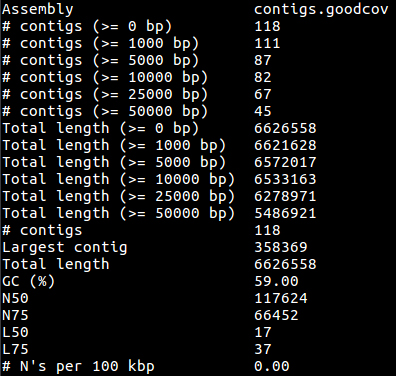 Assembly contigs.goodcov
# contigs (>= 0 bp) 118
# contigs (>= 1000 bp) 111
# contigs (>= 5000 bp) 87
# contigs (>= 10000 bp) 82
# contigs (>= 25000 bp) 67
# contigs (>= 50000 bp) 45
Total length (>= 0 bp) 6626558
Total length (>= 1000 bp) 6621628
Total length (>= 5000 bp) 6572017
Total length (>= 10000 bp) 6533163
Total length (>= 25000 bp) 6278971
Total length (>= 50000 bp) 5486921
# contigs 118
Largest contig 358369
Total length 6626558
GC (%) 59.00
N50 117624
N75 66452
L50 17
L75 37
# N's per 100 kbp 0.00